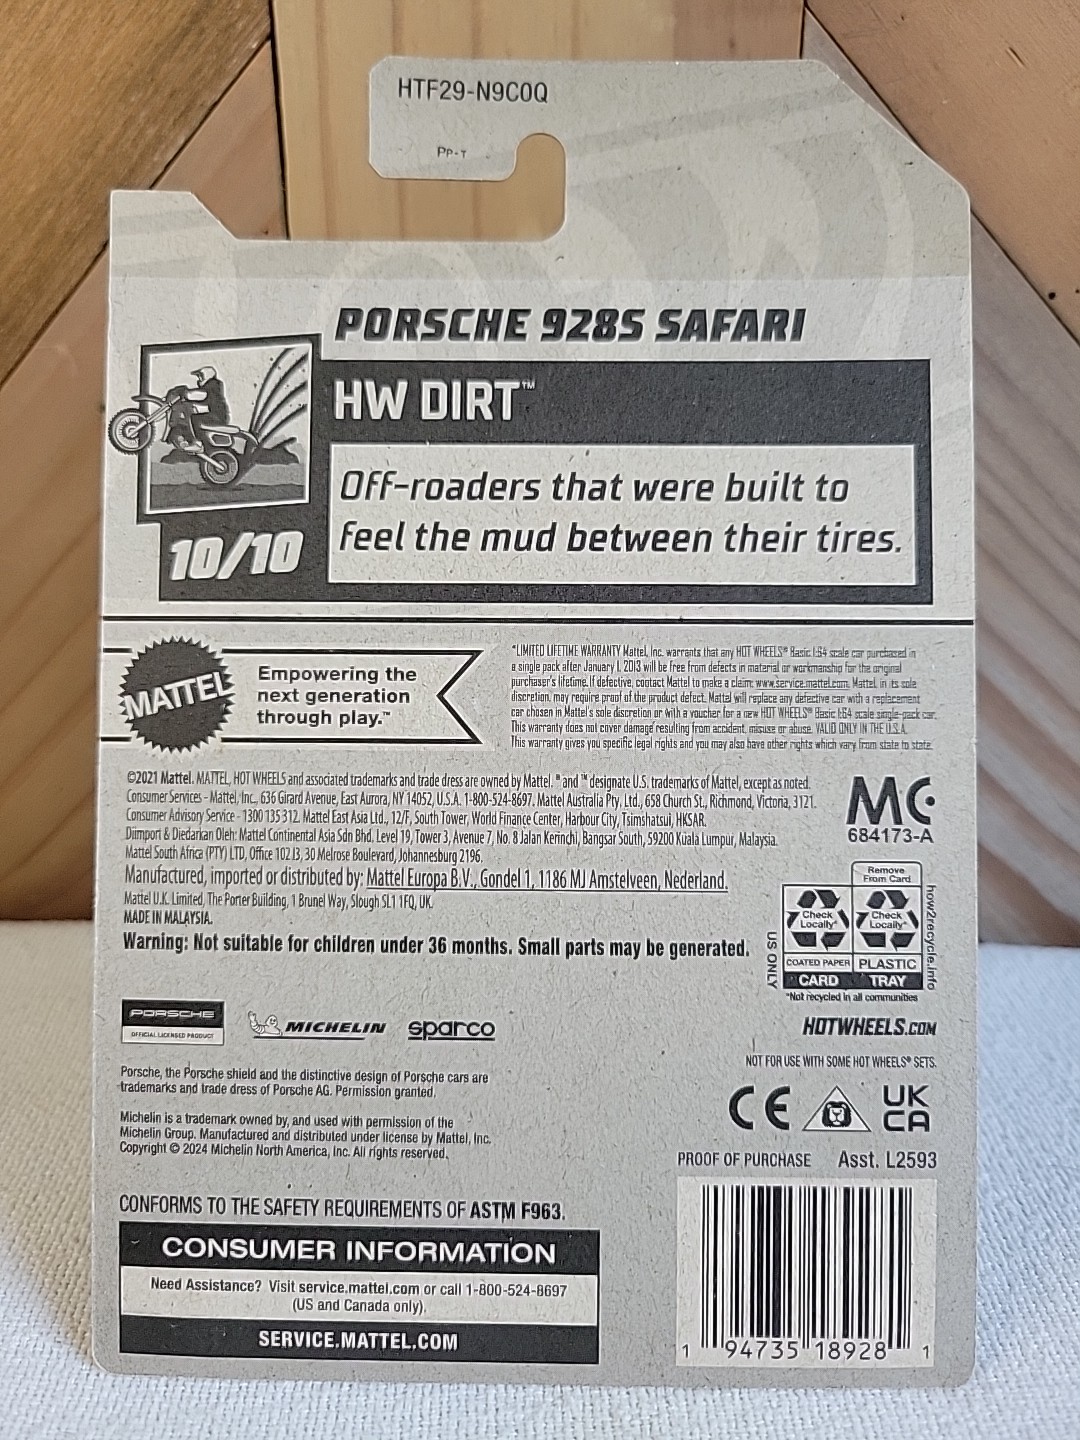 HTF29-N9C0Q
PP-T
PORSCHE 928S SAFARI
HW DIRT™
Off-roaders that were built to
feel the mud between their tires.
10/10
MATTEL
Empowering the
next generation
through play.™
*LIMITED LIFETIME WARRANTY Mattel, Inc. warrants that any HOT WHEELS® Basic 1:64 scale car purchased in
a single pack after January 1, 2013 will be free from defects in material or workmanship for the original
purchaser's lifetime. If defective, contact Mattel to make a claim: www.service.mattel.com. Mattel, in its sole
discretion, may require proof of the product defect. Mattel will replace any defective car with a replacement
car chosen in Mattel's sole discretion or with a voucher for a new HOT WHEELS® Basic 1:64 scale single-pack car.
This warranty does not cover damage resulting from accident, misuse or abuse. VALID ONLY IN THE U.S.A.
This warranty gives you specific legal rights and you may also have other rights which vary from state to state.
©2021 Mattel. MATTEL, HOT WHEELS and associated trademarks and trade dress are owned by Mattel. ® and ™ designate U.S. trademarks of Mattel, except as noted.
Consumer Services - Mattel, Inc., 636 Girard Avenue, East Aurora, NY 14052, U.S.A. 1-800-524-8697. Mattel Australia Pty. Ltd., 658 Church St., Richmond, Victoria, 3121.
Consumer Advisory Service - 1300 135 312. Mattel East Asia Ltd., 12/F, South Tower, World Finance Center, Harbour City, Tsimshatsui, HKSAR.
Diimport & Diedarkan Oleh: Mattel Continental Asia Sdn Bhd. Level 19, Tower 3, Avenue 7, No. 8 Jalan Kerinchi, Bangsar South, 59200 Kuala Lumpur, Malaysia.
Mattel South Africa (PTY) LTD, Office 102 I3, 30 Melrose Boulevard, Johannesburg 2196.
Manufactured, imported or distributed by: Mattel Europa B.V., Gondel 1, 1186 MJ Amstelveen, Nederland.
Mattel U.K. Limited, The Porter Building, 1 Brunel Way, Slough SL1 1FQ, UK.
MADE IN MALAYSIA.
Warning: Not suitable for children under 36 months. Small parts may be generated.
MC
684173-A
Remove
From Card
Check
Locally*
Check
Locally*
COATED PAPER
PLASTIC
CARD
TRAY
US ONLY
how2recycle.info
*Not recycled in all communities
HOTWHEELS.COM
NOT FOR USE WITH SOME HOT WHEELS® SETS.
PORSCHE
OFFICIAL LICENSED PRODUCT
MICHELIN
sparco
Porsche, the Porsche shield and the distinctive design of Porsche cars are
trademarks and trade dress of Porsche AG. Permission granted.
Michelin is a trademark owned by, and used with permission of the
Michelin Group. Manufactured and distributed under license by Mattel, Inc.
Copyright © 2024 Michelin North America, Inc. All rights reserved.
CE
UK
CA
PROOF OF PURCHASE
Asst. L2593
CONFORMS TO THE SAFETY REQUIREMENTS OF ASTM F963.
CONSUMER INFORMATION
Need Assistance? Visit service.mattel.com or call 1-800-524-8697
(US and Canada only).
SERVICE.MATTEL.COM
1 94735 18928 1